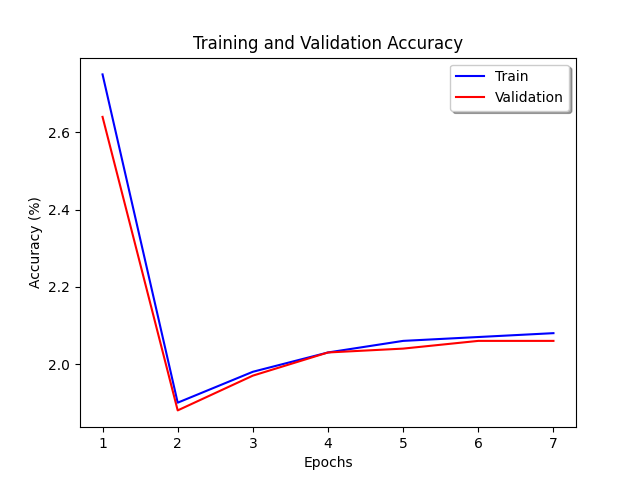 Training and Validation Accuracy
Train
Validation
Accuracy (%)
2.6
2.4
2.2
2.0
1 2 3 4 5 6 7
Epochs